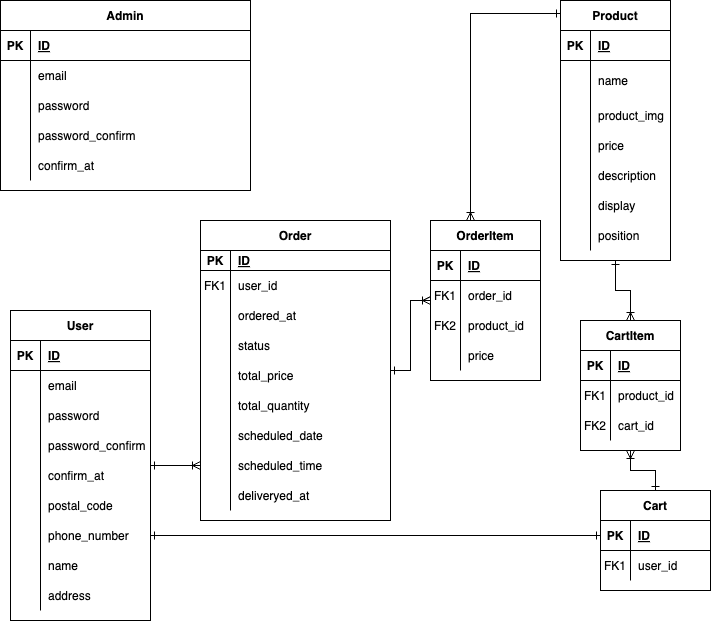 Admin
PK ID
email
password
password_confirm
confirm_at
Product
PK ID
name
product_img
price
description
display
position
Order
PK ID
FK1 user_id
ordered_at
status
total_price
total_quantity
scheduled_date
scheduled_time
deliveryed_at
OrderItem
PK ID
FK1 order_id
FK2 product_id
price
User
PK ID
email
password
password_confirm
confirm_at
postal_code
phone_number
name
address
CartItem
PK ID
FK1 product_id
FK2 cart_id
Cart
PK ID
FK1 user_id